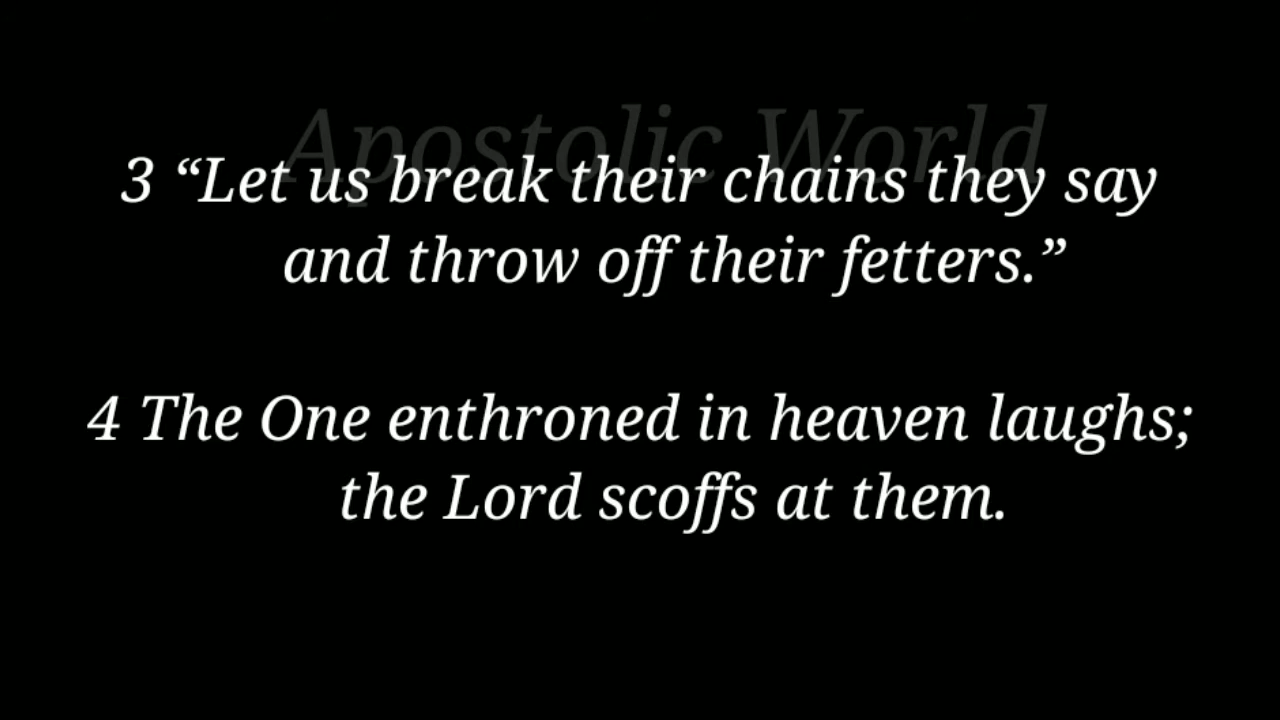 Apostolic World
3 “Let us break their chains they say
and throw off their fetters.”
4 The One enthroned in heaven laughs;
the Lord scoffs at them.